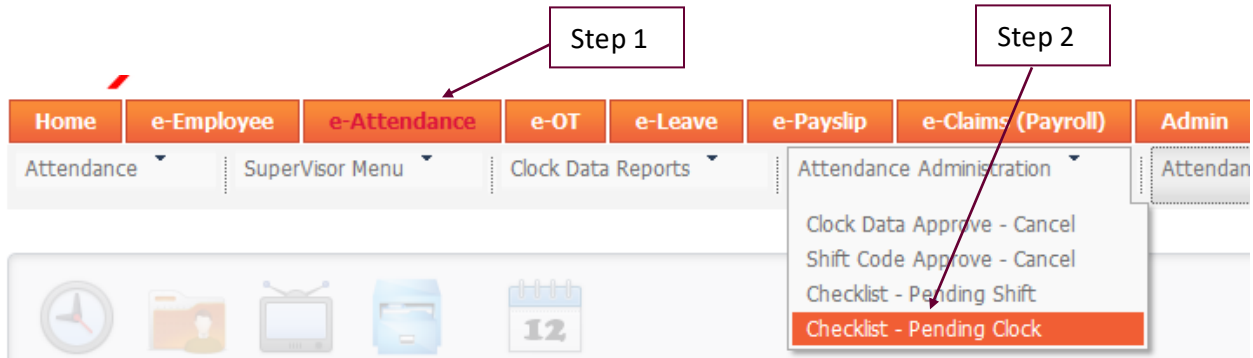 Step 1
Step 2
Home e-Employee e-Attendance e-OT e-Leave e-Payslip e-Claims (Payroll) Admin
Attendance SuperVisor Menu Clock Data Reports Attendance Administration Attendan
Clock Data Approve - Cancel
Shift Code Approve - Cancel
Checklist - Pending Shift
Checklist - Pending Clock
12